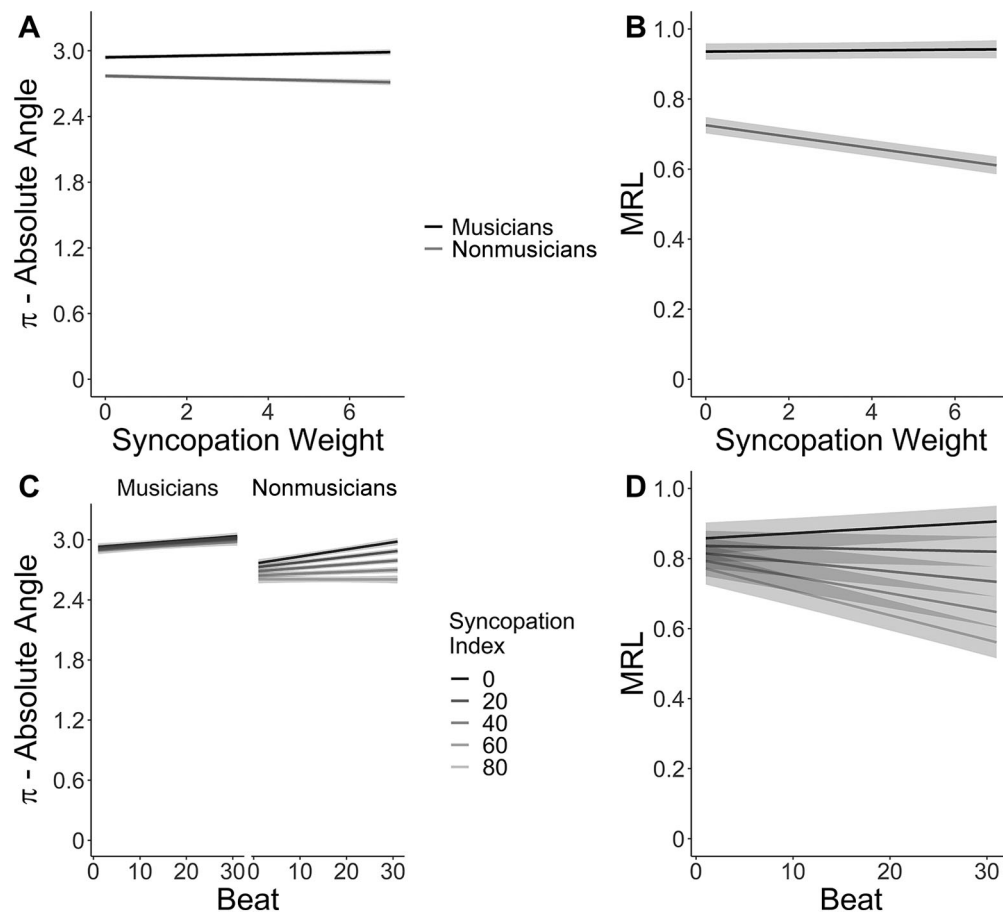 A
π - Absolute Angle
3.0
2.4
1.8
1.2
0.6
0
0 2 4 6
Syncopation Weight
Musicians
Nonmusicians
B
MRL
1.0
0.8
0.6
0.4
0.2
0
0 2 4 6
Syncopation Weight
C
Musicians Nonmusicians
π - Absolute Angle
3.0
2.4
1.8
1.2
0.6
0
0 10 20 30 0 10 20 30
Beat
Syncopation
Index
0
20
40
60
80
D
MRL
1.0
0.8
0.6
0.4
0.2
0
10 20 30
Beat